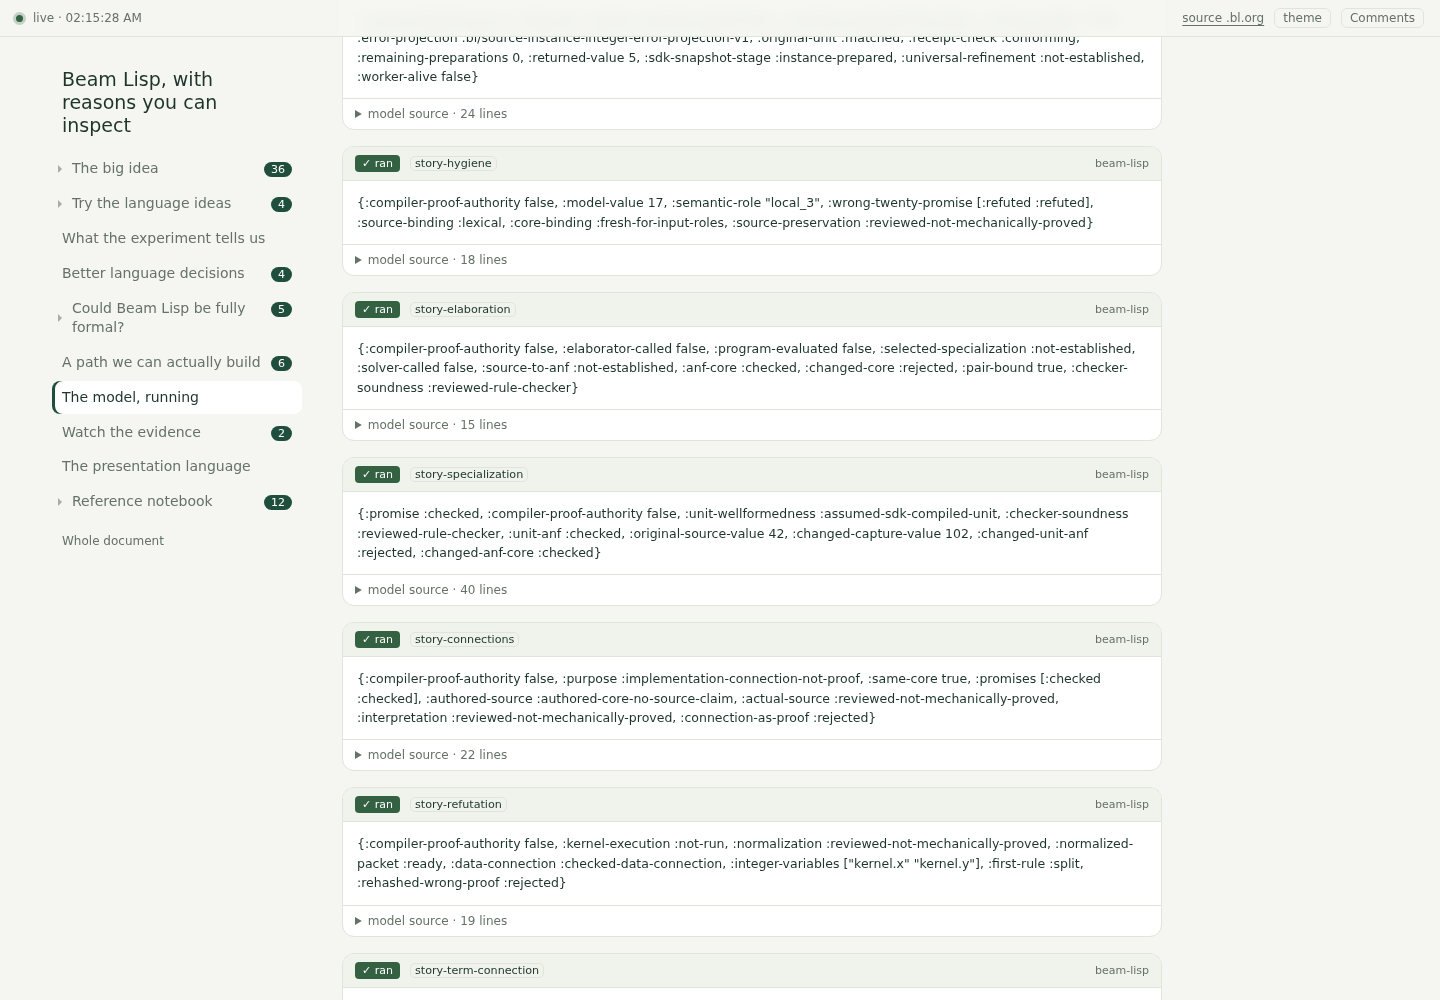 live · 02:15:28 AM
source .bl.org
theme
Comments
Beam Lisp, with
reasons you can
inspect
The big idea 36
Try the language ideas 4
What the experiment tells us
Better language decisions 4
Could Beam Lisp be fully 5
formal?
A path we can actually build 6
The model, running
Watch the evidence 2
The presentation language
Reference notebook 12
Whole document
:error-projection :bl/source-instance-integer-error-projection-v1, :original-unit :matched, :receipt-check :conforming,
:remaining-preparations 0, :returned-value 5, :sdk-snapshot-stage :instance-prepared, :universal-refinement :not-established,
:worker-alive false}
model source · 24 lines
✓ ran story-hygiene beam-lisp
{:compiler-proof-authority false, :model-value 17, :semantic-role "local_3", :wrong-twenty-promise [:refuted :refuted],
:source-binding :lexical, :core-binding :fresh-for-input-roles, :source-preservation :reviewed-not-mechanically-proved}
model source · 18 lines
✓ ran story-elaboration beam-lisp
{:compiler-proof-authority false, :elaborator-called false, :program-evaluated false, :selected-specialization :not-established,
:solver-called false, :source-to-anf :not-established, :anf-core :checked, :changed-core :rejected, :pair-bound true, :checker-
soundness :reviewed-rule-checker}
model source · 15 lines
✓ ran story-specialization beam-lisp
{:promise :checked, :compiler-proof-authority false, :unit-wellformedness :assumed-sdk-compiled-unit, :checker-soundness
:reviewed-rule-checker, :unit-anf :checked, :original-source-value 42, :changed-capture-value 102, :changed-unit-anf
:rejected, :changed-anf-core :checked}
model source · 40 lines
✓ ran story-connections beam-lisp
{:compiler-proof-authority false, :purpose :implementation-connection-not-proof, :same-core true, :promises [:checked
:checked], :authored-source :authored-core-no-source-claim, :actual-source :reviewed-not-mechanically-proved,
:interpretation :reviewed-not-mechanically-proved, :connection-as-proof :rejected}
model source · 22 lines
✓ ran story-refutation beam-lisp
{:compiler-proof-authority false, :kernel-execution :not-run, :normalization :reviewed-not-mechanically-proved, :normalized-
packet :ready, :data-connection :checked-data-connection, :integer-variables ["kernel.x" "kernel.y"], :first-rule :split,
:rehashed-wrong-proof :rejected}
model source · 19 lines
✓ ran story-term-connection beam-lisp